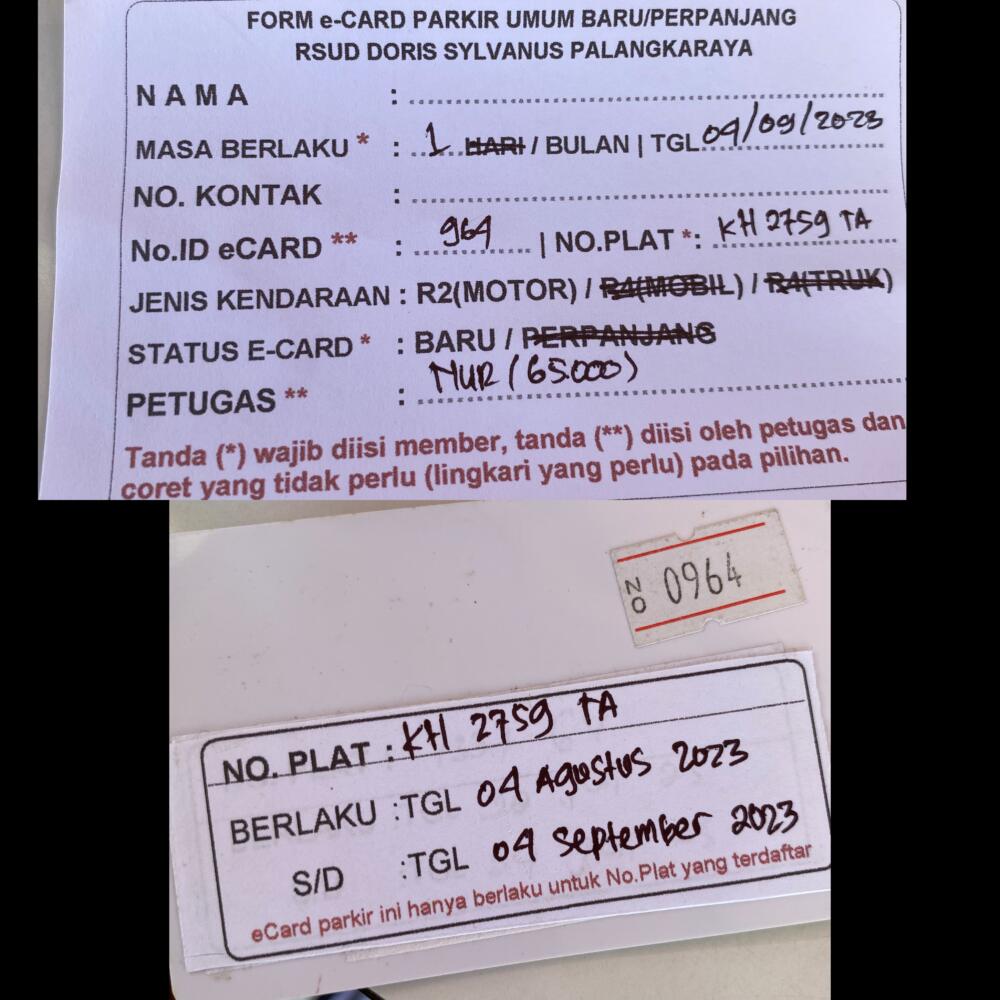 FORM e-CARD PARKIR UMUM BARU/PERPANJANG
RSUD DORIS SYLVANUS PALANGKARAYA
NAMA :
MASA BERLAKU * : 1 HARI / BULAN | TGL 04/09/2023
NO. KONTAK :
No.ID eCARD ** : 964 | NO.PLAT *: KH 2759 TA
JENIS KENDARAAN : R2(MOTOR) / R4(MOBIL) / R4(TRUK)
STATUS E-CARD * : BARU / PERPANJANG
PETUGAS ** : MUR (65.000)
Tanda (*) wajib diisi member, tanda (**) diisi oleh petugas dan
coret yang tidak perlu (lingkari yang perlu) pada pilihan.
NO 0964
NO. PLAT : KH 2759 TA
BERLAKU : TGL 04 Agustus 2023
S/D : TGL 04 September 2023
eCard parkir ini hanya berlaku untuk No.Plat yang terdaftar